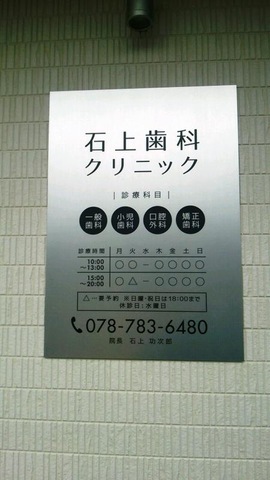 石上歯科
クリニック
|診療科目|
一般歯科 小児歯科 口腔外科 矯正歯科
診療時間 月 火 水 木 金 土 日
10:00～13:00 ○ ○ − ○ ○ ○ ○
15:00～20:00 ○ △ − ○ ○ ○ ○
△−要予約 ※日曜・祝日は18:00まで
休診日:水曜日
078-783-6480
院長 石上 功次郎